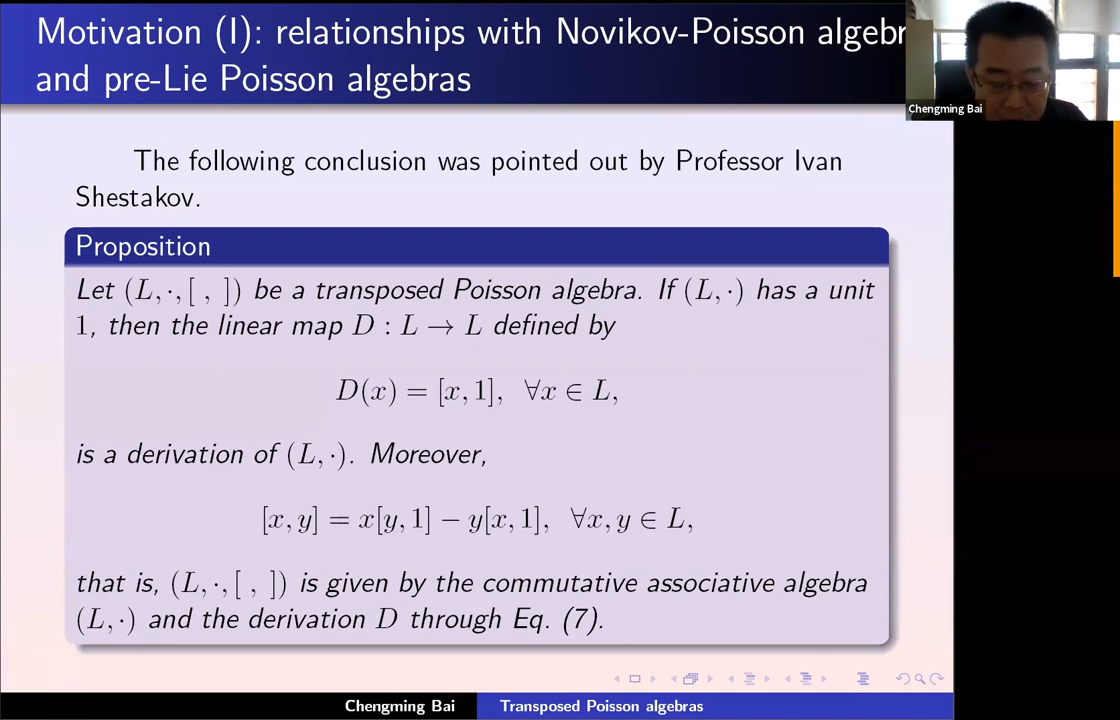 Motivation (I): relationships with Novikov-Poisson algebr
and pre-Lie Poisson algebras
Chengming Bai
The following conclusion was pointed out by Professor Ivan
Shestakov.
Proposition
Let (L, ·, [ , ]) be a transposed Poisson algebra. If (L, ·) has a unit
1, then the linear map D : L → L defined by
D(x) = [x, 1], ∀x ∈ L,
is a derivation of (L, ·). Moreover,
[x, y] = x[y, 1] − y[x, 1], ∀x, y ∈ L,
that is, (L, ·, [ , ]) is given by the commutative associative algebra
(L, ·) and the derivation D through Eq. (7).
Chengming Bai
Transposed Poisson algebras